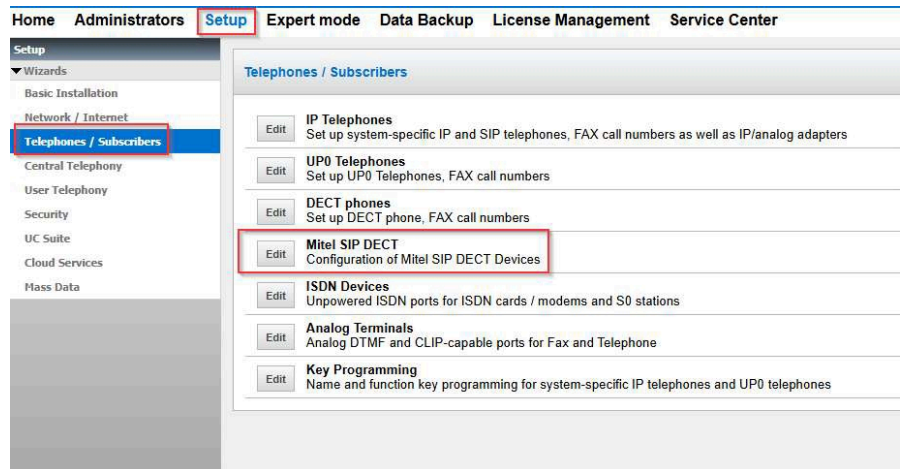 Home Administrators Setup Expert mode Data Backup License Management Service Center
Setup
Wizards
Basic Installation
Network / Internet
Telephones / Subscribers
Central Telephony
User Telephony
Security
UC Suite
Cloud Services
Mass Data
Telephones / Subscribers
Edit
IP Telephones
Set up system-specific IP and SIP telephones, FAX call numbers as well as IP/analog adapters
Edit
UP0 Telephones
Set up UP0 Telephones, FAX call numbers
Edit
DECT phones
Set up DECT phone, FAX call numbers
Edit
Mitel SIP DECT
Configuration of Mitel SIP DECT Devices
Edit
ISDN Devices
Unpowered ISDN ports for ISDN cards / modems and S0 stations
Edit
Analog Terminals
Analog DTMF and CLIP-capable ports for Fax and Telephone
Edit
Key Programming
Name and function key programming for system-specific IP telephones and UP0 telephones